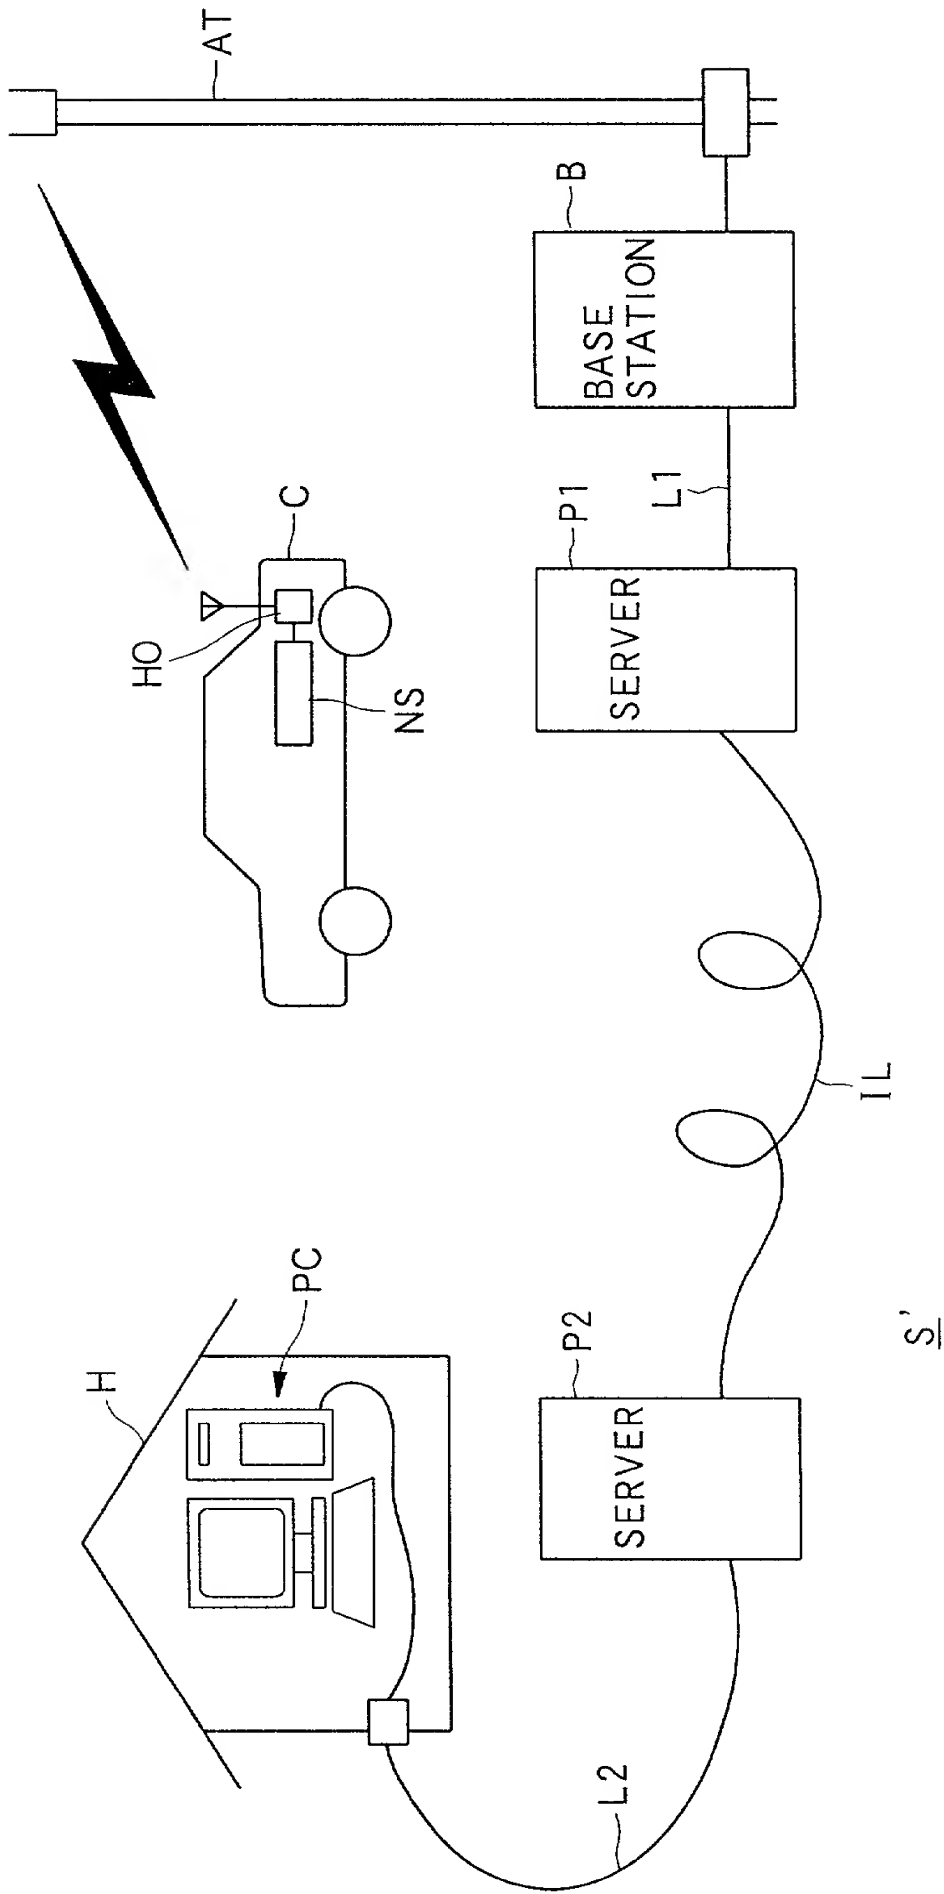 H
PC
HO
C
NS
AT
SERVER
P2
SERVER
P1
BASE
STATION
B
L2
IL
L1
S'